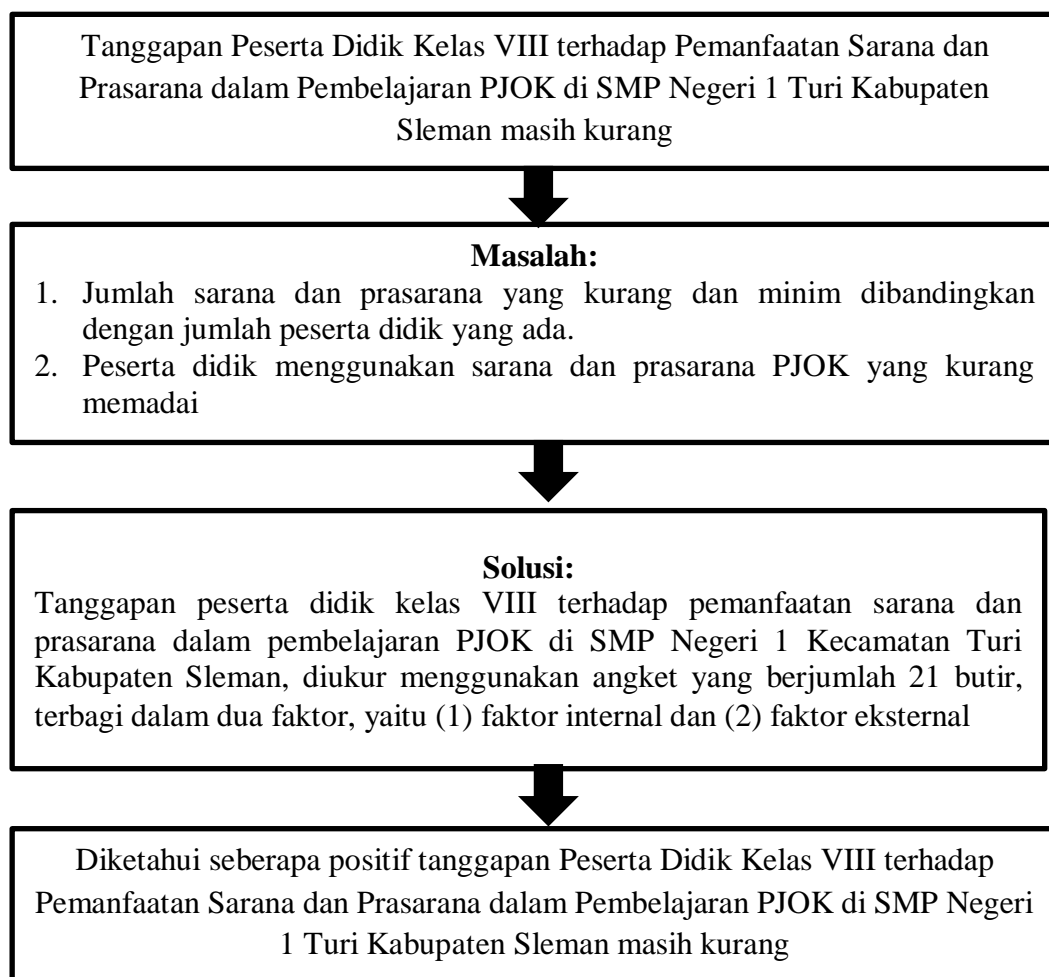 Tanggapan Peserta Didik Kelas VIII terhadap Pemanfaatan Sarana dan
Prasarana dalam Pembelajaran PJOK di SMP Negeri 1 Turi Kabupaten
Sleman masih kurang
Masalah:
1. Jumlah sarana dan prasarana yang kurang dan minim dibandingkan
dengan jumlah peserta didik yang ada.
2. Peserta didik menggunakan sarana dan prasarana PJOK yang kurang
memadai
Solusi:
Tanggapan peserta didik kelas VIII terhadap pemanfaatan sarana dan
prasarana dalam pembelajaran PJOK di SMP Negeri 1 Kecamatan Turi
Kabupaten Sleman, diukur menggunakan angket yang berjumlah 21 butir,
terbagi dalam dua faktor, yaitu (1) faktor internal dan (2) faktor eksternal
Diketahui seberapa positif tanggapan Peserta Didik Kelas VIII terhadap
Pemanfaatan Sarana dan Prasarana dalam Pembelajaran PJOK di SMP Negeri
1 Turi Kabupaten Sleman masih kurang